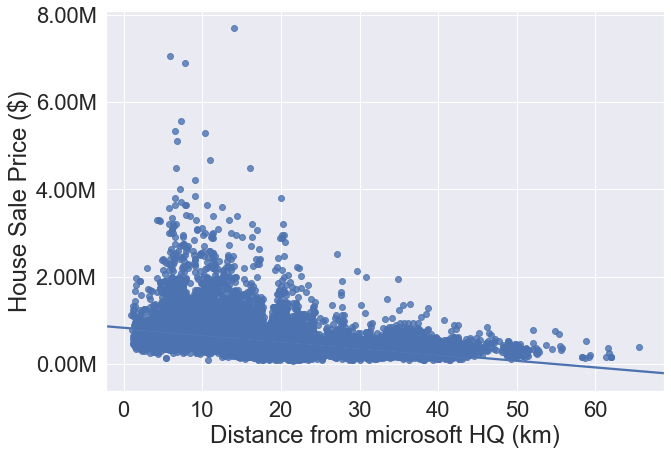 8.00M
6.00M
4.00M
2.00M
0.00M
House Sale Price ($)
0 10 20 30 40 50 60
Distance from microsoft HQ (km)